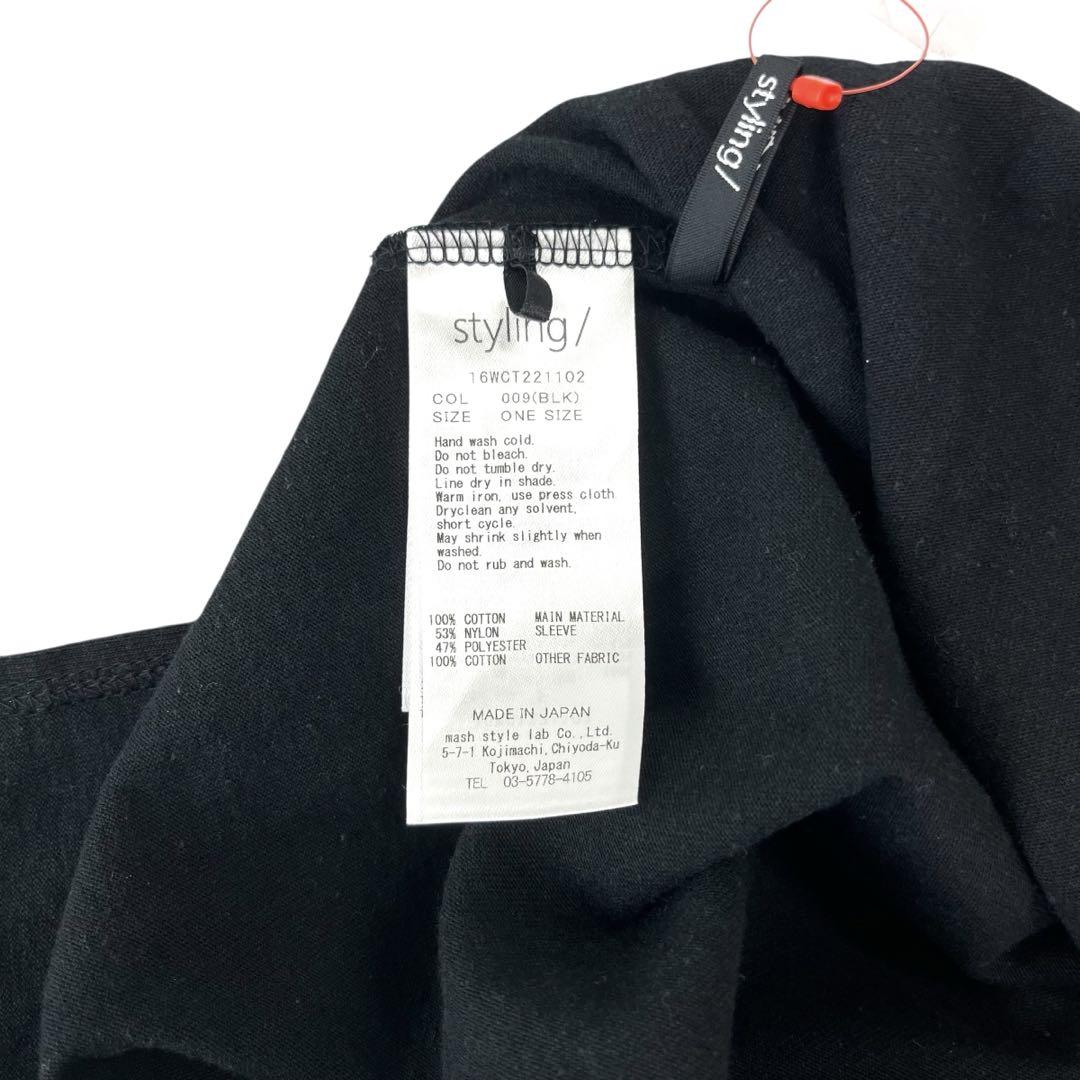 styling/
styling/
16WCT221102
COL 009(BLK)
SIZE ONE SIZE
Hand wash cold.
Do not bleach.
Do not tumble dry.
Line dry in shade.
Warm iron, use press cloth.
Dryclean any solvent,
short cycle.
May shrink slightly when
washed.
Do not rub and wash.
100% COTTON MAIN MATERIAL
53% NYLON SLEEVE
47% POLYESTER
100% COTTON OTHER FABRIC
MADE IN JAPAN
mash style lab Co.,Ltd.
5-7-1 Kojimachi,Chiyoda-Ku
Tokyo,Japan
TEL 03-5778-4105